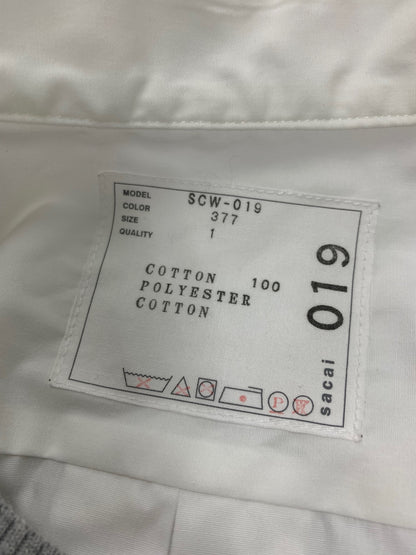 MODEL SCW-019
COLOR 377
SIZE 1
QUALITY
COTTON 100
POLYESTER
COTTON
P W
sacai 019